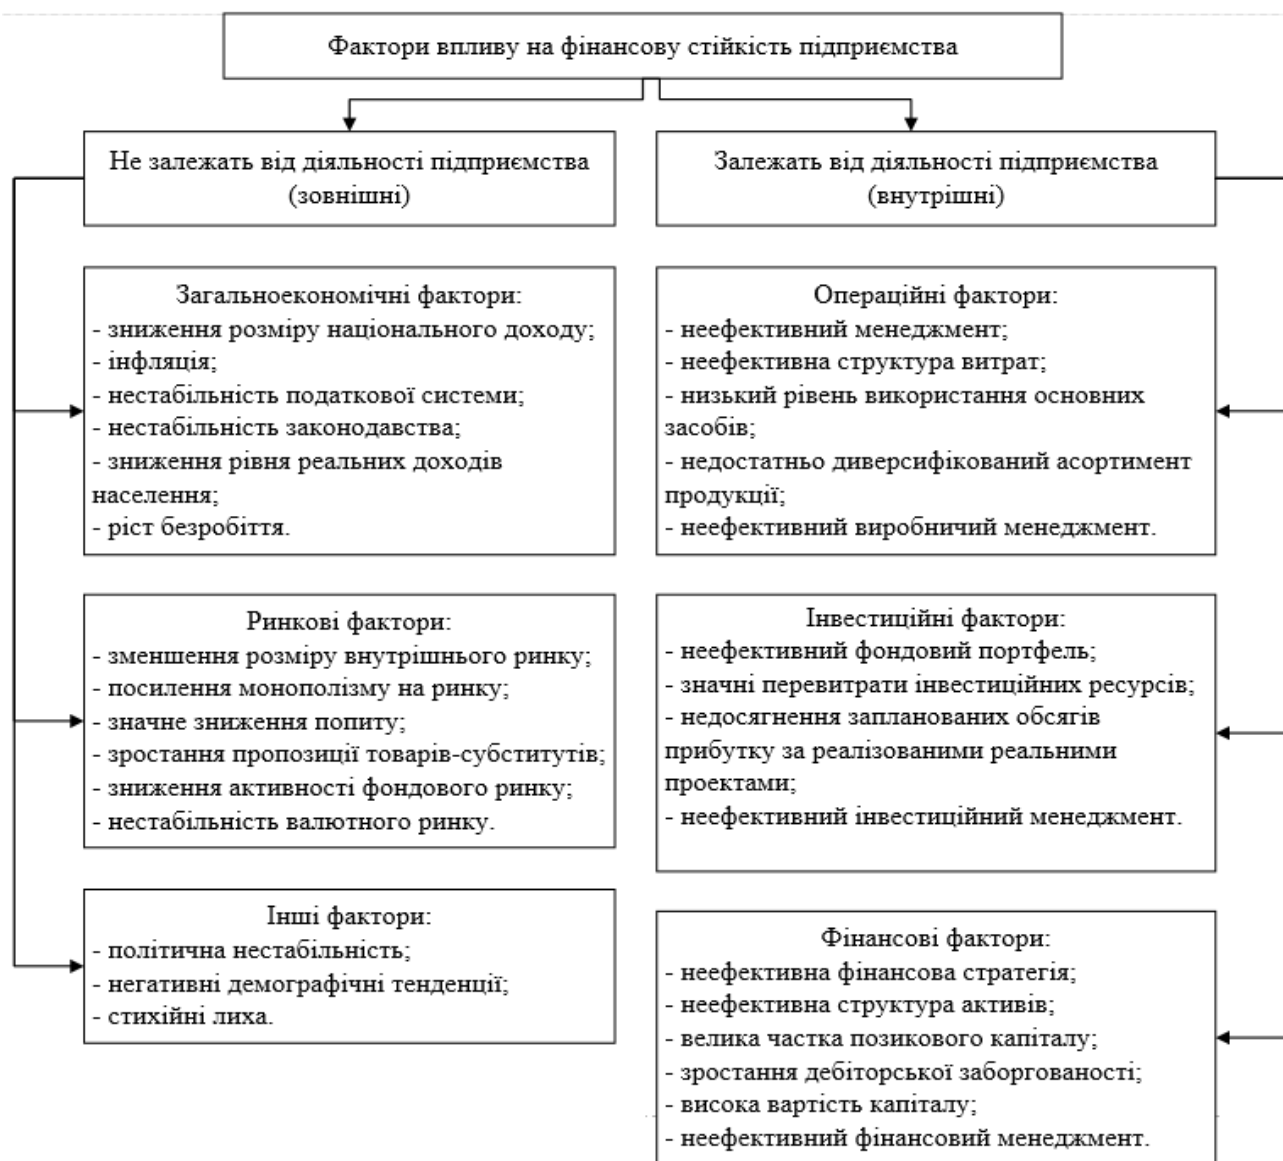 Фактори впливу на фінансову стійкість підприємства
Не залежать від діяльності підприємства
(зовнішні)
Залежать від діяльності підприємства
(внутрішні)
Загальноекономічні фактори:
- зниження розміру національного доходу;
- інфляція;
- нестабільність податкової системи;
- нестабільність законодавства;
- зниження рівня реальних доходів
населення;
- ріст безробіття.
Операційні фактори:
- неефективний менеджмент;
- неефективна структура витрат;
- низький рівень використання основних
засобів;
- недостатньо диверсифікований асортимент
продукції;
- неефективний виробничий менеджмент.
Ринкові фактори:
- зменшення розміру внутрішнього ринку;
- посилення монополізму на ринку;
- значне зниження попиту;
- зростання пропозиції товарів-субститутів;
- зниження активності фондового ринку;
- нестабільність валютного ринку.
Інвестиційні фактори:
- неефективний фондовий портфель;
- значні перевитрати інвестиційних ресурсів;
- недосягнення запланованих обсягів
прибутку за реалізованими реальними
проектами;
- неефективний інвестиційний менеджмент.
Інші фактори:
- політична нестабільність;
- негативні демографічні тенденції;
- стихійні лиха.
Фінансові фактори:
- неефективна фінансова стратегія;
- неефективна структура активів;
- велика частка позикового капіталу;
- зростання дебіторської заборгованості;
- висока вартість капіталу;
- неефективний фінансовий менеджмент.